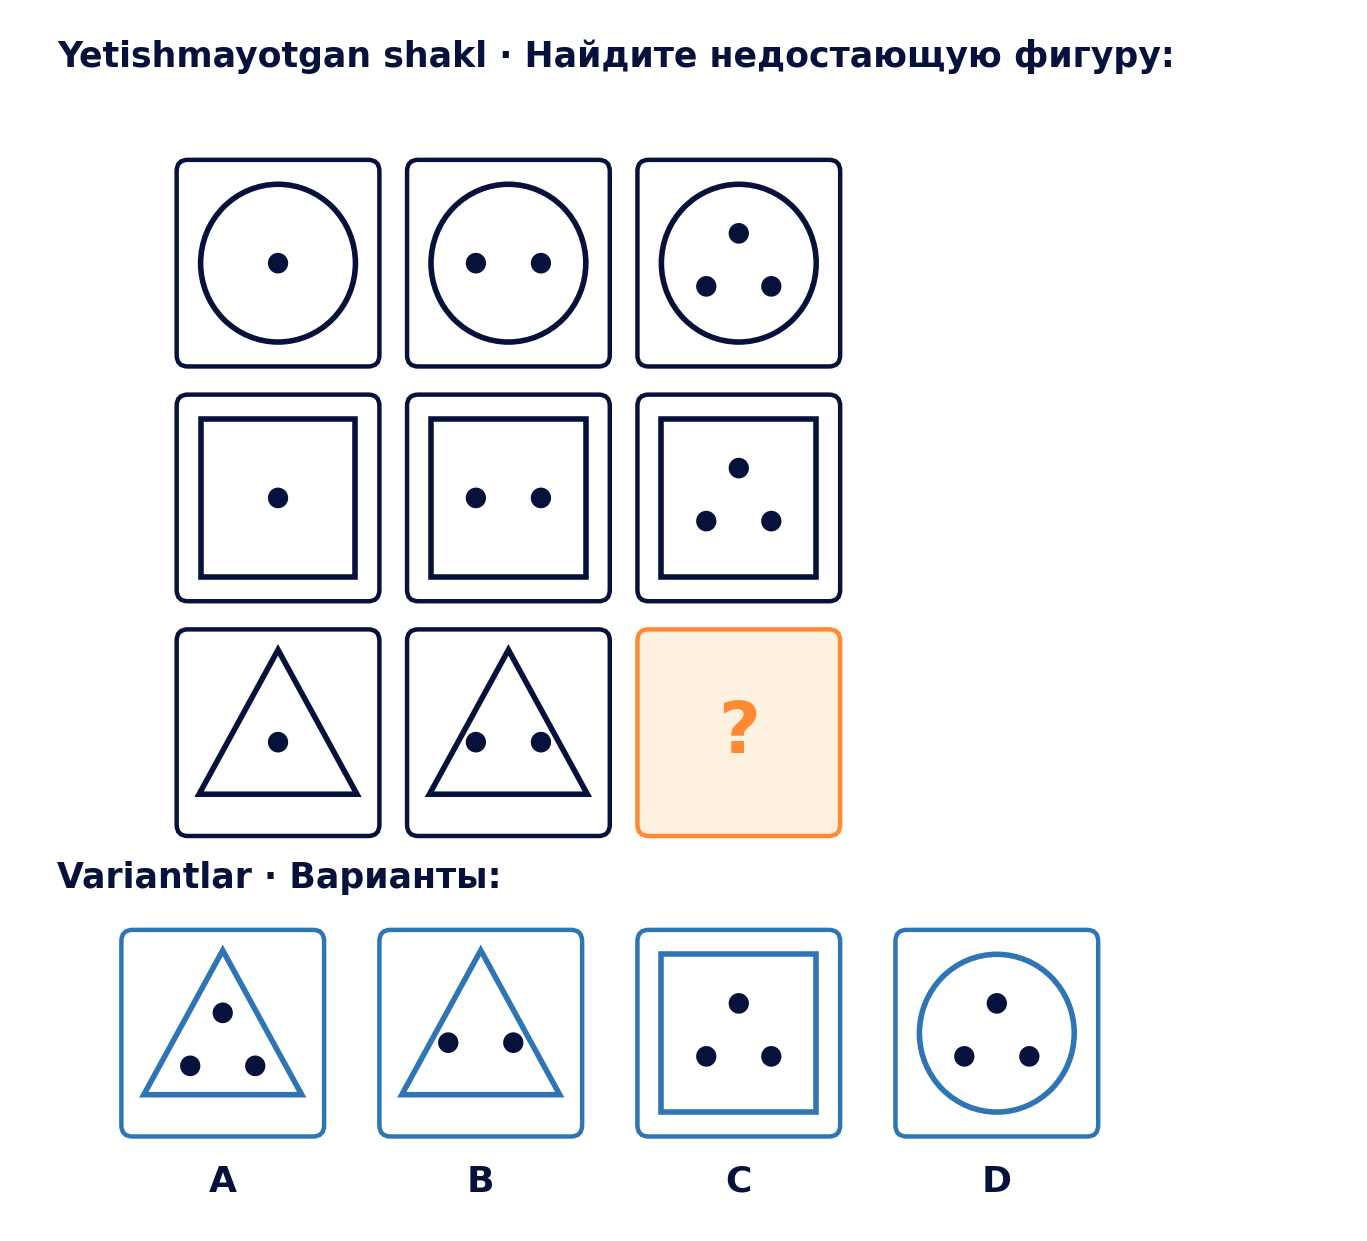 Yetishmayotgan shakl · Найдите недостающую фигуру:
?
Variantlar · Варианты:
A B C D